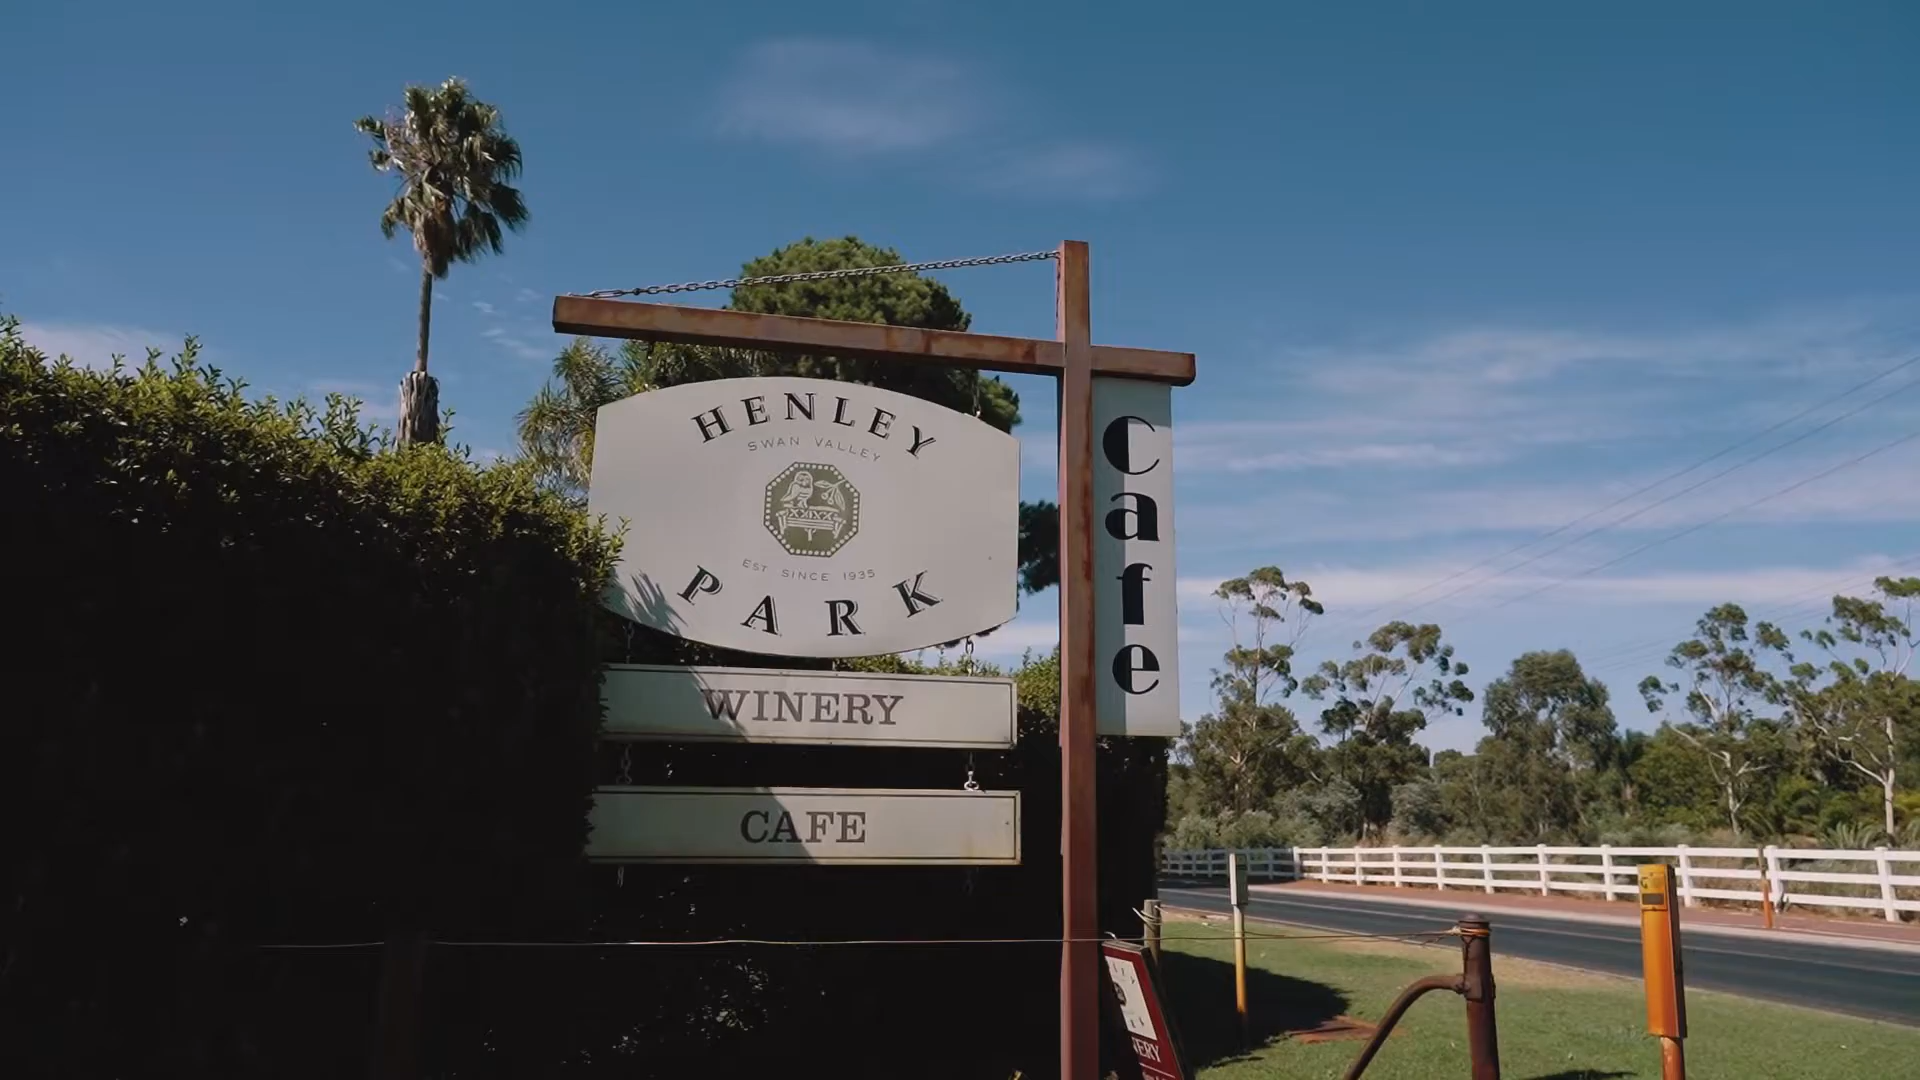 HENLEY
SWAN VALLEY
EST SINCE 1935
PARK
WINERY
CAFE
Cafe